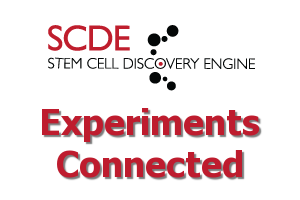 SCDE
STEM CELL DISCOVERY ENGINE
Experiments
Connected